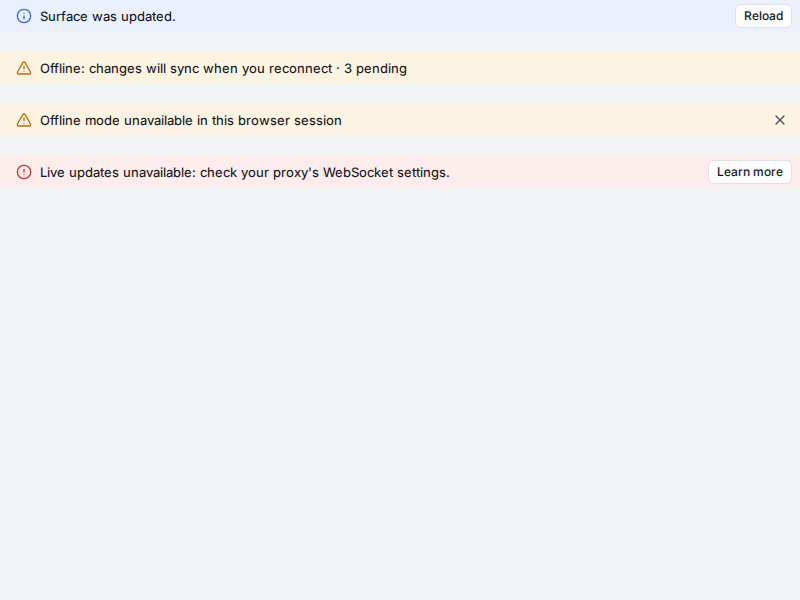 Surface was updated.
Reload
Offline: changes will sync when you reconnect · 3 pending
Offline mode unavailable in this browser session
Live updates unavailable: check your proxy's WebSocket settings.
Learn more